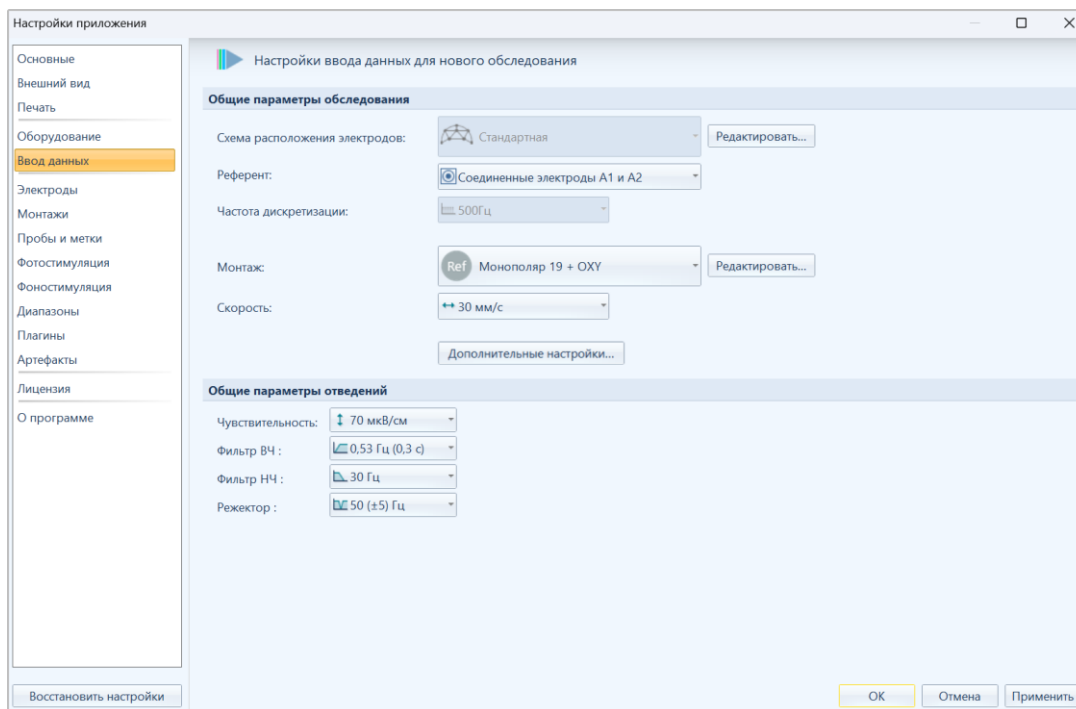 Настройки приложения
Основные
Внешний вид
Печать
Оборудование
Ввод данных
Электроды
Монтажи
Пробы и метки
Фотостимуляция
Фоностимуляция
Диапазоны
Плагины
Артефакты
Лицензия
О программе
Восстановить настройки
Настройки ввода данных для нового обследования
Общие параметры обследования
Схема расположения электродов: Стандартная Редактировать...
Референт: Соединенные электроды А1 и А2
Частота дискретизации: 500Гц
Монтаж: Ref Монополяр 19 + OXY Редактировать...
Скорость: 30 мм/с
Дополнительные настройки...
Общие параметры отведений
Чувствительность: 70 мкВ/см
Фильтр ВЧ : 0,53 Гц (0,3 с)
Фильтр НЧ : 30 Гц
Режектор : 50 (±5) Гц
ОК Отмена Применить